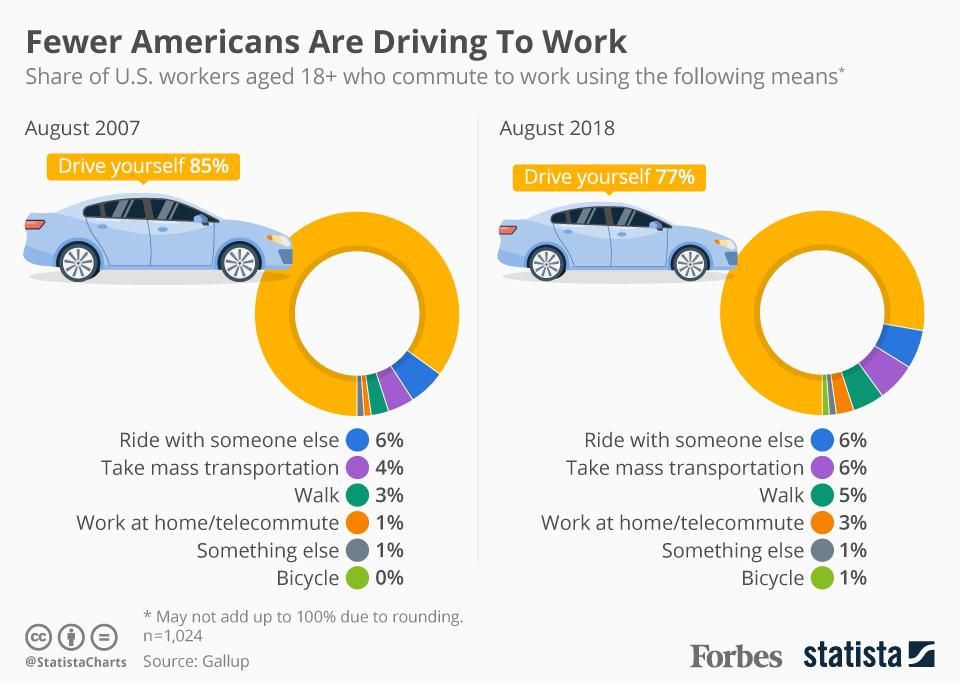 Fewer Americans Are Driving To Work
Share of U.S. workers aged 18+ who commute to work using the following means*
August 2007
Drive yourself 85%
Ride with someone else 6%
Take mass transportation 4%
Walk 3%
Work at home/telecommute 1%
Something else 1%
Bicycle 0%
August 2018
Drive yourself 77%
Ride with someone else 6%
Take mass transportation 6%
Walk 5%
Work at home/telecommute 3%
Something else 1%
Bicycle 1%
* May not add up to 100% due to rounding.
n=1,024
Source: Gallup
cc
@StatistaCharts
Forbes
statista